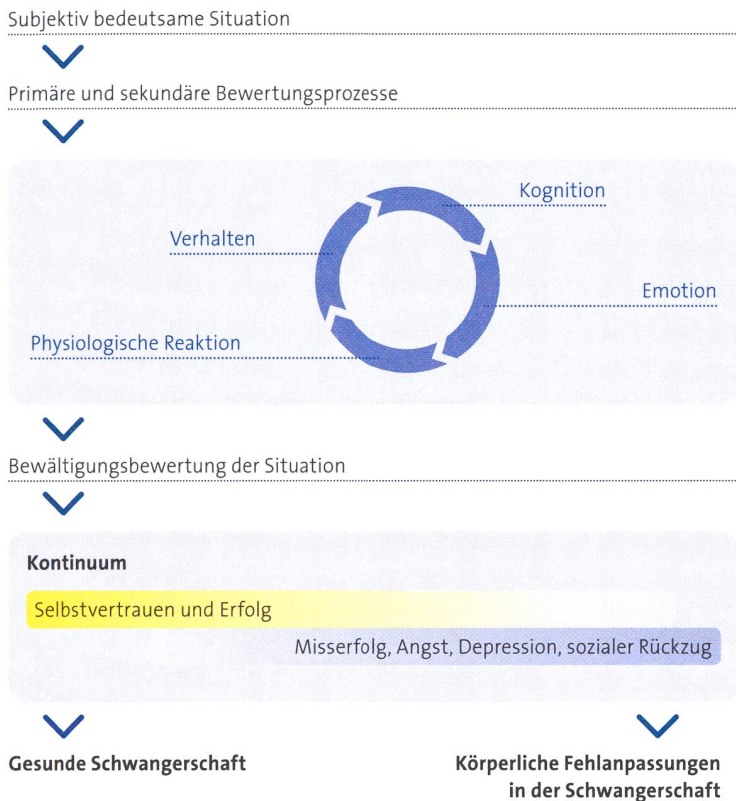 Subjektiv bedeutsame Situation
Primäre und sekundäre Bewertungsprozesse
Kognition
Verhalten
Emotion
Physiologische Reaktion
Bewältigungsbewertung der Situation
Kontinuum
Selbstvertrauen und Erfolg
Misserfolg, Angst, Depression, sozialer Rückzug
Gesunde Schwangerschaft
Körperliche Fehlanpassungen
in der Schwangerschaft